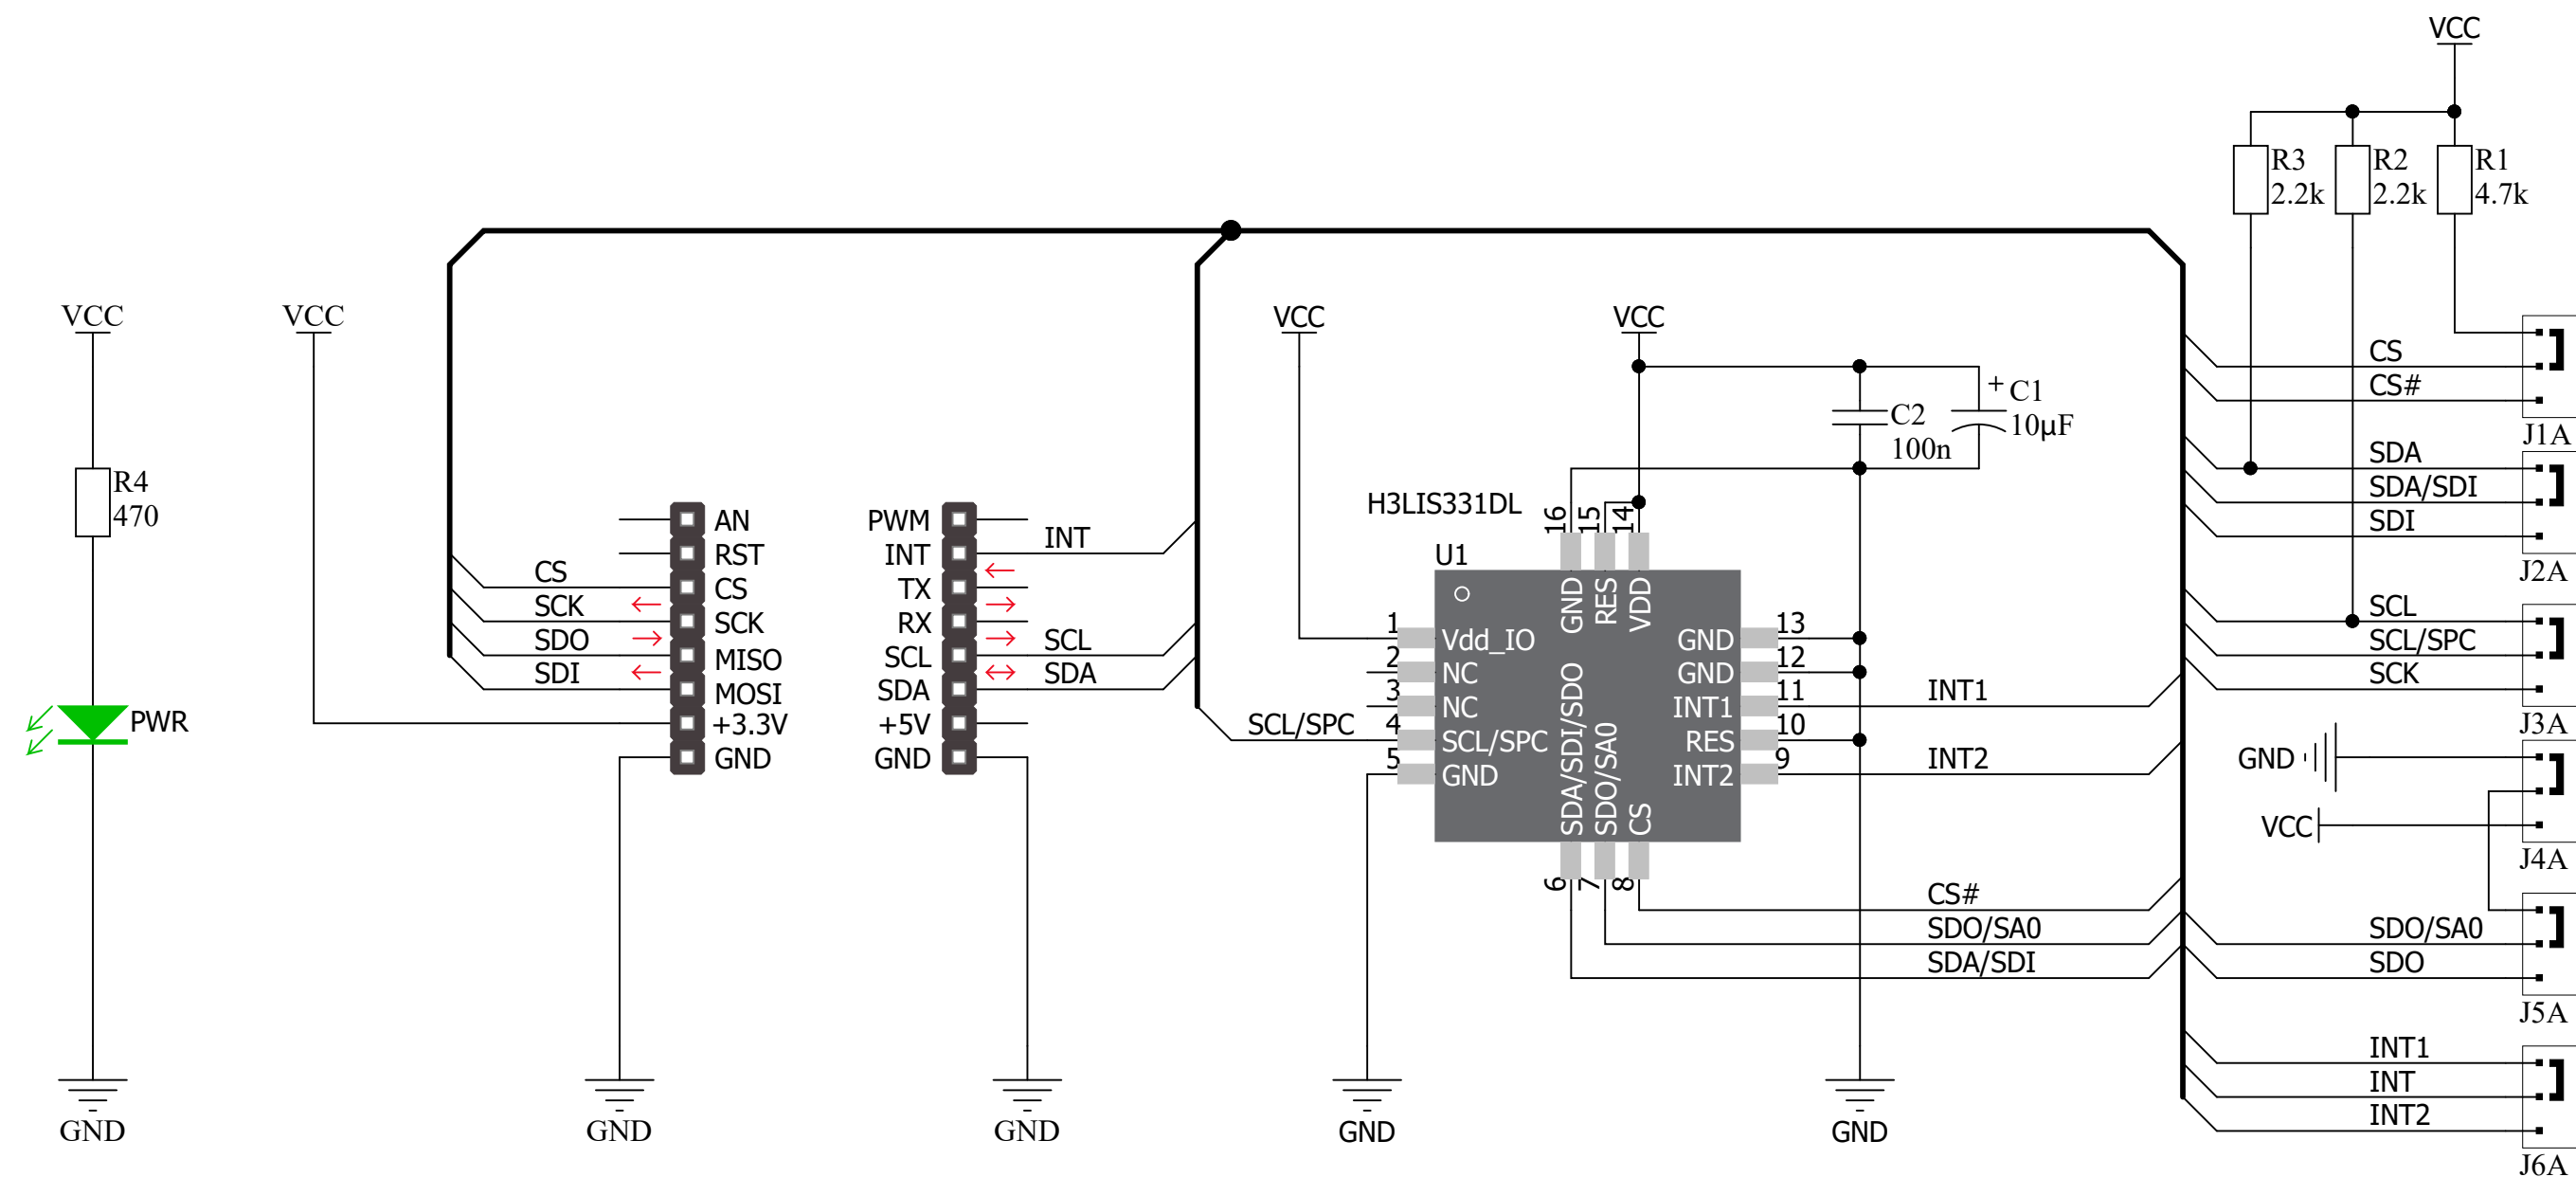 VCC
R4
470
PWR
GND
VCC
CS
SCK
SDO
SDI
AN
RST
CS
SCK
MISO
MOSI
+3.3V
GND
GND
PWM
INT
TX
RX
SCL
SDA
+5V
GND
INT
SCL
SDA
GND
VCC
VCC
C2
100n
+ C1
10µF
H3LIS331DL
U1
16
15
14
GND
RES
VDD
1
2
3
4
5
Vdd_IO
NC
NC
SCL/SPC
GND
SCL/SPC
13
12
11
10
9
GND
GND
INT1
RES
INT2
INT1
INT2
SDA/SDI/SDO
SDO/SA0
CS
6
7
8
CS#
SDO/SA0
SDA/SDI
GND
GND
VCC
R3
2.2k
R2
2.2k
R1
4.7k
CS
CS#
J1A
SDA
SDA/SDI
SDI
J2A
SCL
SCL/SPC
SCK
J3A
GND
VCC
J4A
SDO/SA0
SDO
J5A
INT1
INT
INT2
J6A